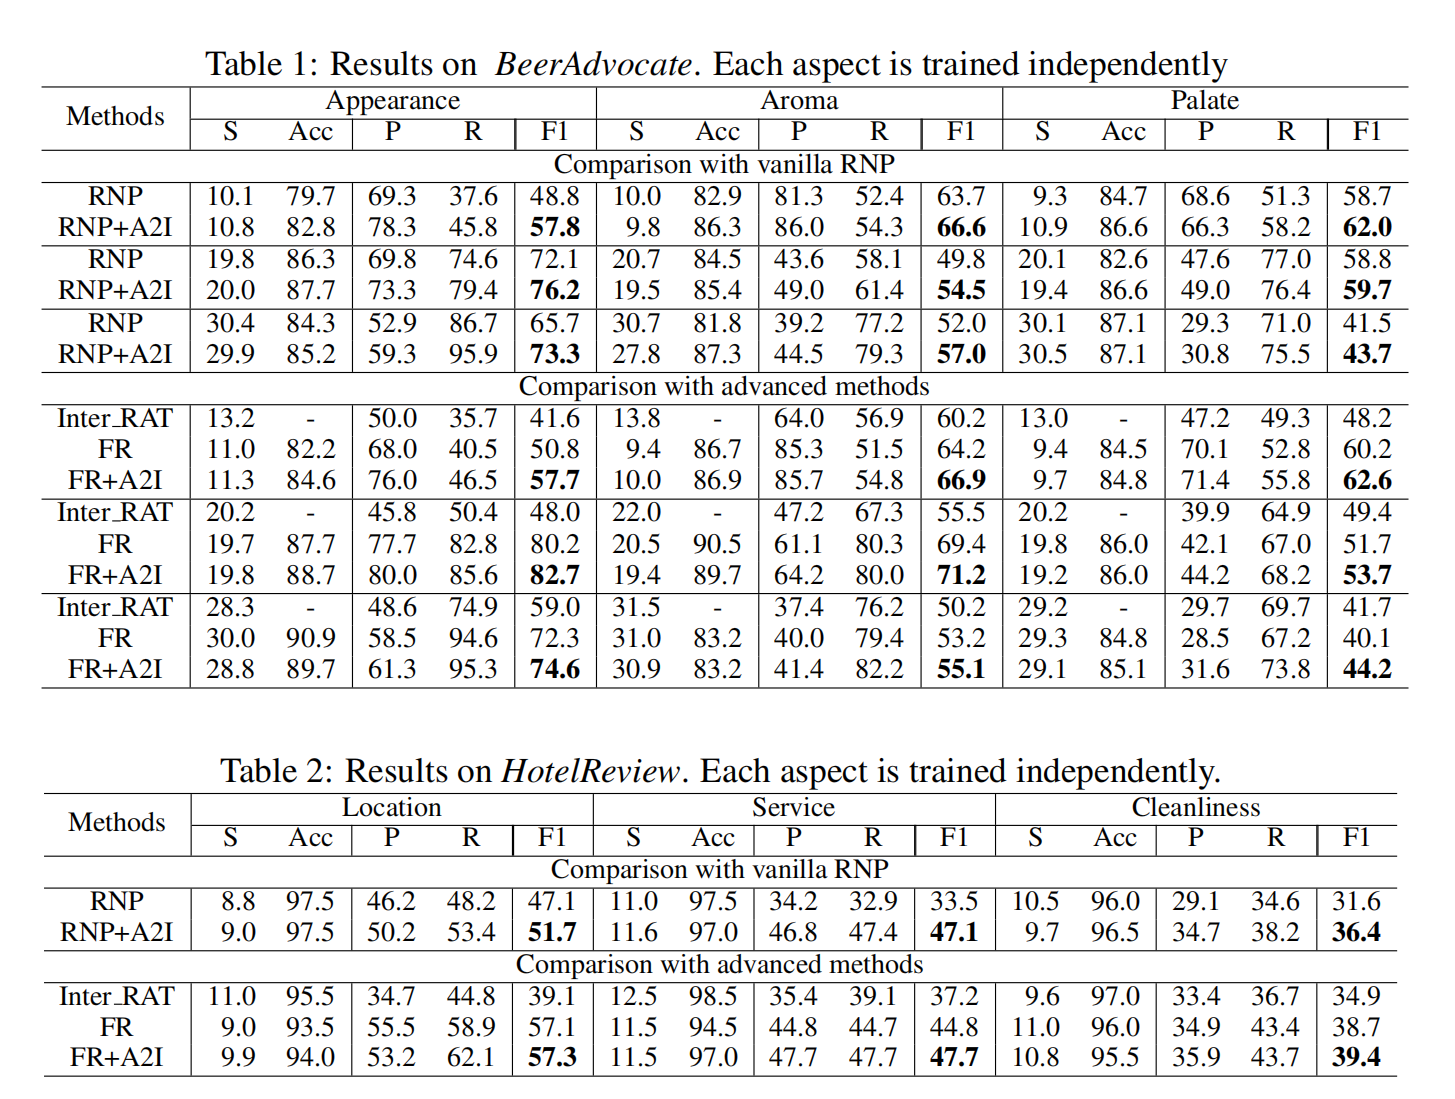 Table 1: Results on BeerAdvocate. Each aspect is trained independently
Methods Appearance Aroma Palate
S Acc P R F1 S Acc P R F1 S Acc P R F1
Comparison with vanilla RNP
RNP 10.1 79.7 69.3 37.6 48.8 10.0 82.9 81.3 52.4 63.7 9.3 84.7 68.6 51.3 58.7
RNP+A2I 10.8 82.8 78.3 45.8 57.8 9.8 86.3 86.0 54.3 66.6 10.9 86.6 66.3 58.2 62.0
RNP 19.8 86.3 69.8 74.6 72.1 20.7 84.5 43.6 58.1 49.8 20.1 82.6 47.6 77.0 58.8
RNP+A2I 20.0 87.7 73.3 79.4 76.2 19.5 85.4 49.0 61.4 54.5 19.4 86.6 49.0 76.4 59.7
RNP 30.4 84.3 52.9 86.7 65.7 30.7 81.8 39.2 77.2 52.0 30.1 87.1 29.3 71.0 41.5
RNP+A2I 29.9 85.2 59.3 95.9 73.3 27.8 87.3 44.5 79.3 57.0 30.5 87.1 30.8 75.5 43.7
Comparison with advanced methods
Inter_RAT 13.2 - 50.0 35.7 41.6 13.8 - 64.0 56.9 60.2 13.0 - 47.2 49.3 48.2
FR 11.0 82.2 68.0 40.5 50.8 9.4 86.7 85.3 51.5 64.2 9.4 84.5 70.1 52.8 60.2
FR+A2I 11.3 84.6 76.0 46.5 57.7 10.0 86.9 85.7 54.8 66.9 9.7 84.8 71.4 55.8 62.6
Inter_RAT 20.2 - 45.8 50.4 48.0 22.0 - 47.2 67.3 55.5 20.2 - 39.9 64.9 49.4
FR 19.7 87.7 77.7 82.8 80.2 20.5 90.5 61.1 80.3 69.4 19.8 86.0 42.1 67.0 51.7
FR+A2I 19.8 88.7 80.0 85.6 82.7 19.4 89.7 64.2 80.0 71.2 19.2 86.0 44.2 68.2 53.7
Inter_RAT 28.3 - 48.6 74.9 59.0 31.5 - 37.4 76.2 50.2 29.2 - 29.7 69.7 41.7
FR 30.0 90.9 58.5 94.6 72.3 31.0 83.2 40.0 79.4 53.2 29.3 84.8 28.5 67.2 40.1
FR+A2I 28.8 89.7 61.3 95.3 74.6 30.9 83.2 41.4 82.2 55.1 29.1 85.1 31.6 73.8 44.2
Table 2: Results on HotelReview. Each aspect is trained independently.
Methods Location Service Cleanliness
S Acc P R F1 S Acc P R F1 S Acc P R F1
Comparison with vanilla RNP
RNP 8.8 97.5 46.2 48.2 47.1 11.0 97.5 34.2 32.9 33.5 10.5 96.0 29.1 34.6 31.6
RNP+A2I 9.0 97.5 50.2 53.4 51.7 11.6 97.0 46.8 47.4 47.1 9.7 96.5 34.7 38.2 36.4
Comparison with advanced methods
Inter_RAT 11.0 95.5 34.7 44.8 39.1 12.5 98.5 35.4 39.1 37.2 9.6 97.0 33.4 36.7 34.9
FR 9.0 93.5 55.5 58.9 57.1 11.5 94.5 44.8 44.7 44.8 11.0 96.0 34.9 43.4 38.7
FR+A2I 9.9 94.0 53.2 62.1 57.3 11.5 97.0 47.7 47.7 47.7 10.8 95.5 35.9 43.7 39.4